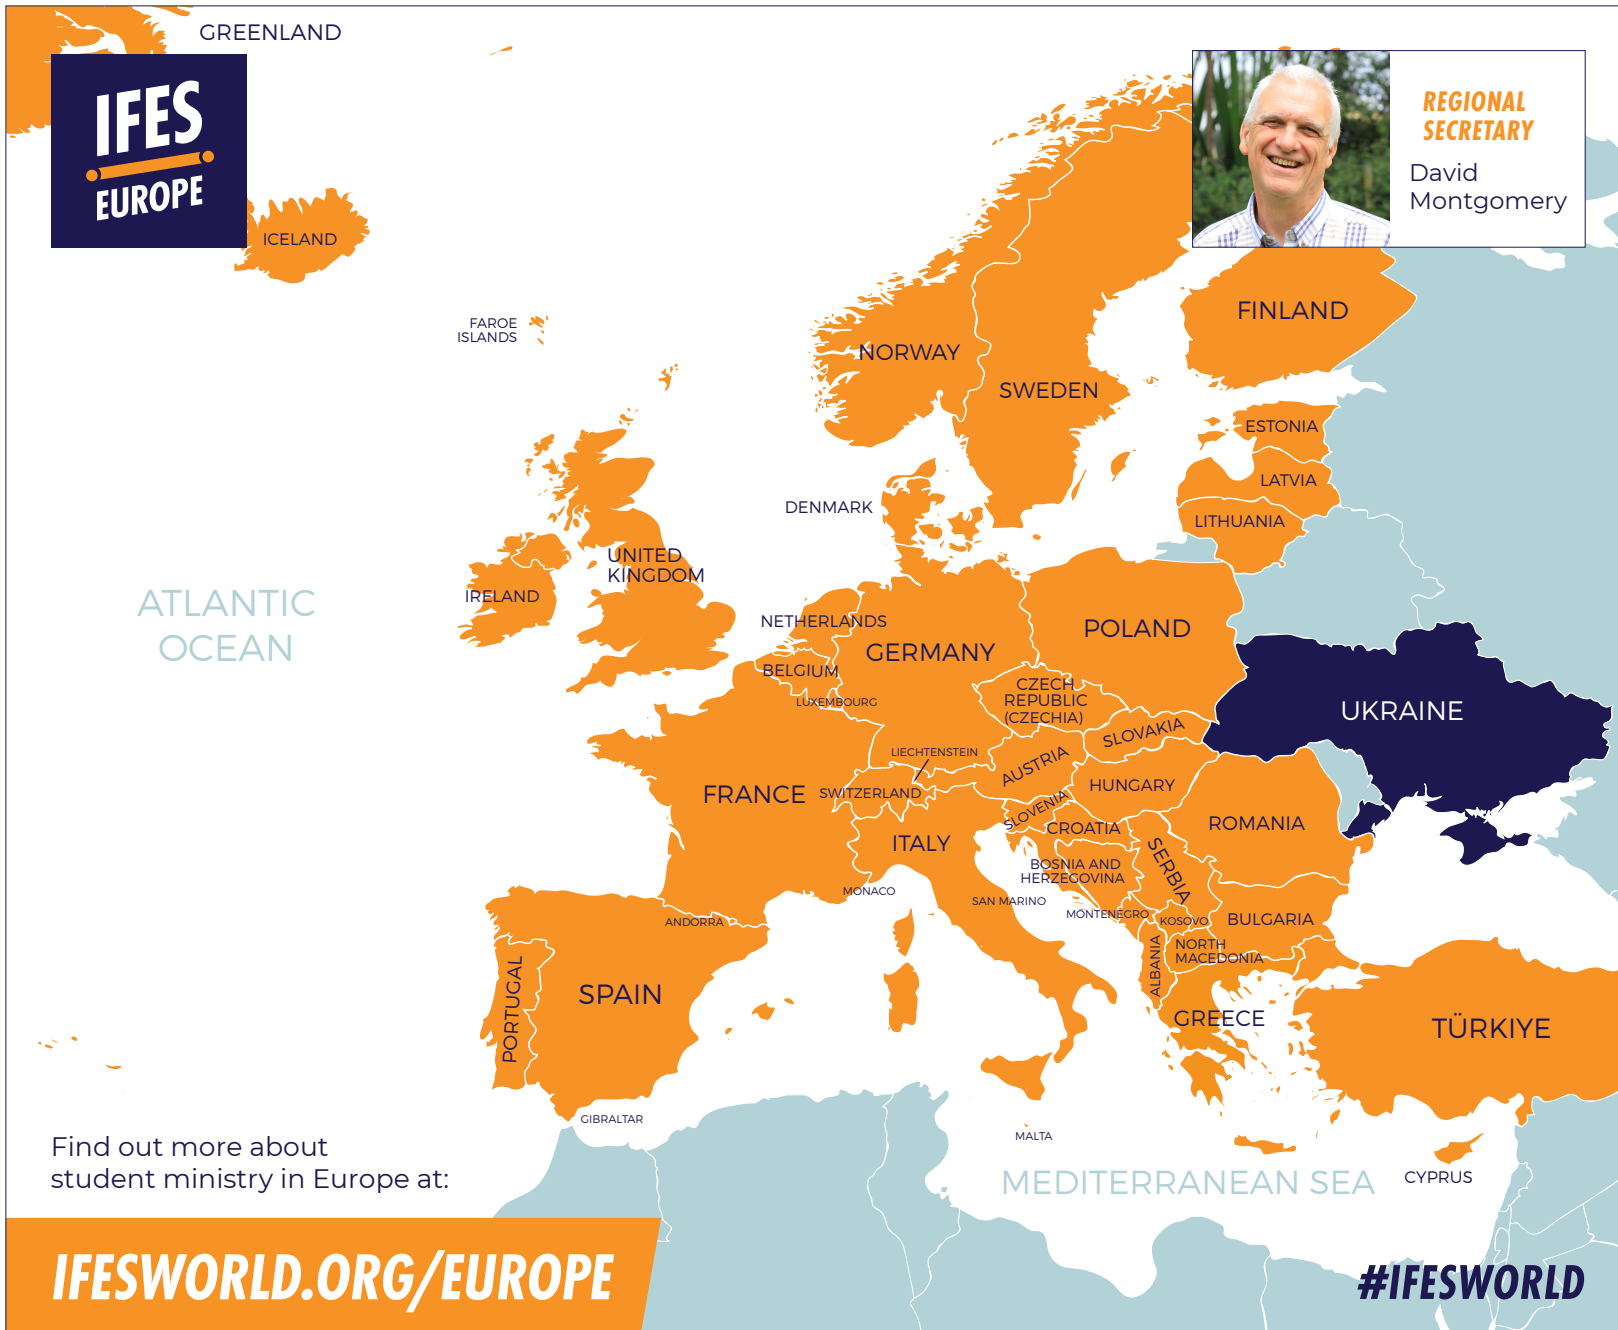 GREENLAND
IFES
EUROPE
REGIONAL
SECRETARY
David
Montgomery
ICELAND
FAROE
ISLANDS
FINLAND
NORWAY
SWEDEN
ESTONIA
LATVIA
LITHUANIA
DENMARK
UNITED
KINGDOM
IRELAND
ATLANTIC
OCEAN
NETHERLANDS
BELGIUM
LUXEMBOURG
GERMANY
POLAND
CZECH
REPUBLIC
(CZECHIA)
UKRAINE
SLOVAKIA
LIECHTENSTEIN
AUSTRIA
HUNGARY
FRANCE
SWITZERLAND
SLOVENIA
CROATIA
ROMANIA
ITALY
BOSNIA AND
HERZEGOVINA
SERBIA
MONACO
SAN MARINO
MONTENEGRO
KOSOVO
BULGARIA
ANDORRA
NORTH
MACEDONIA
ALBANIA
PORTUGAL
SPAIN
GREECE
TÜRKIYE
GIBRALTAR
MALTA
MEDITERRANEAN SEA
CYPRUS
Find out more about
student ministry in Europe at:
IFESWORLD.ORG/EUROPE
#IFESWORLD